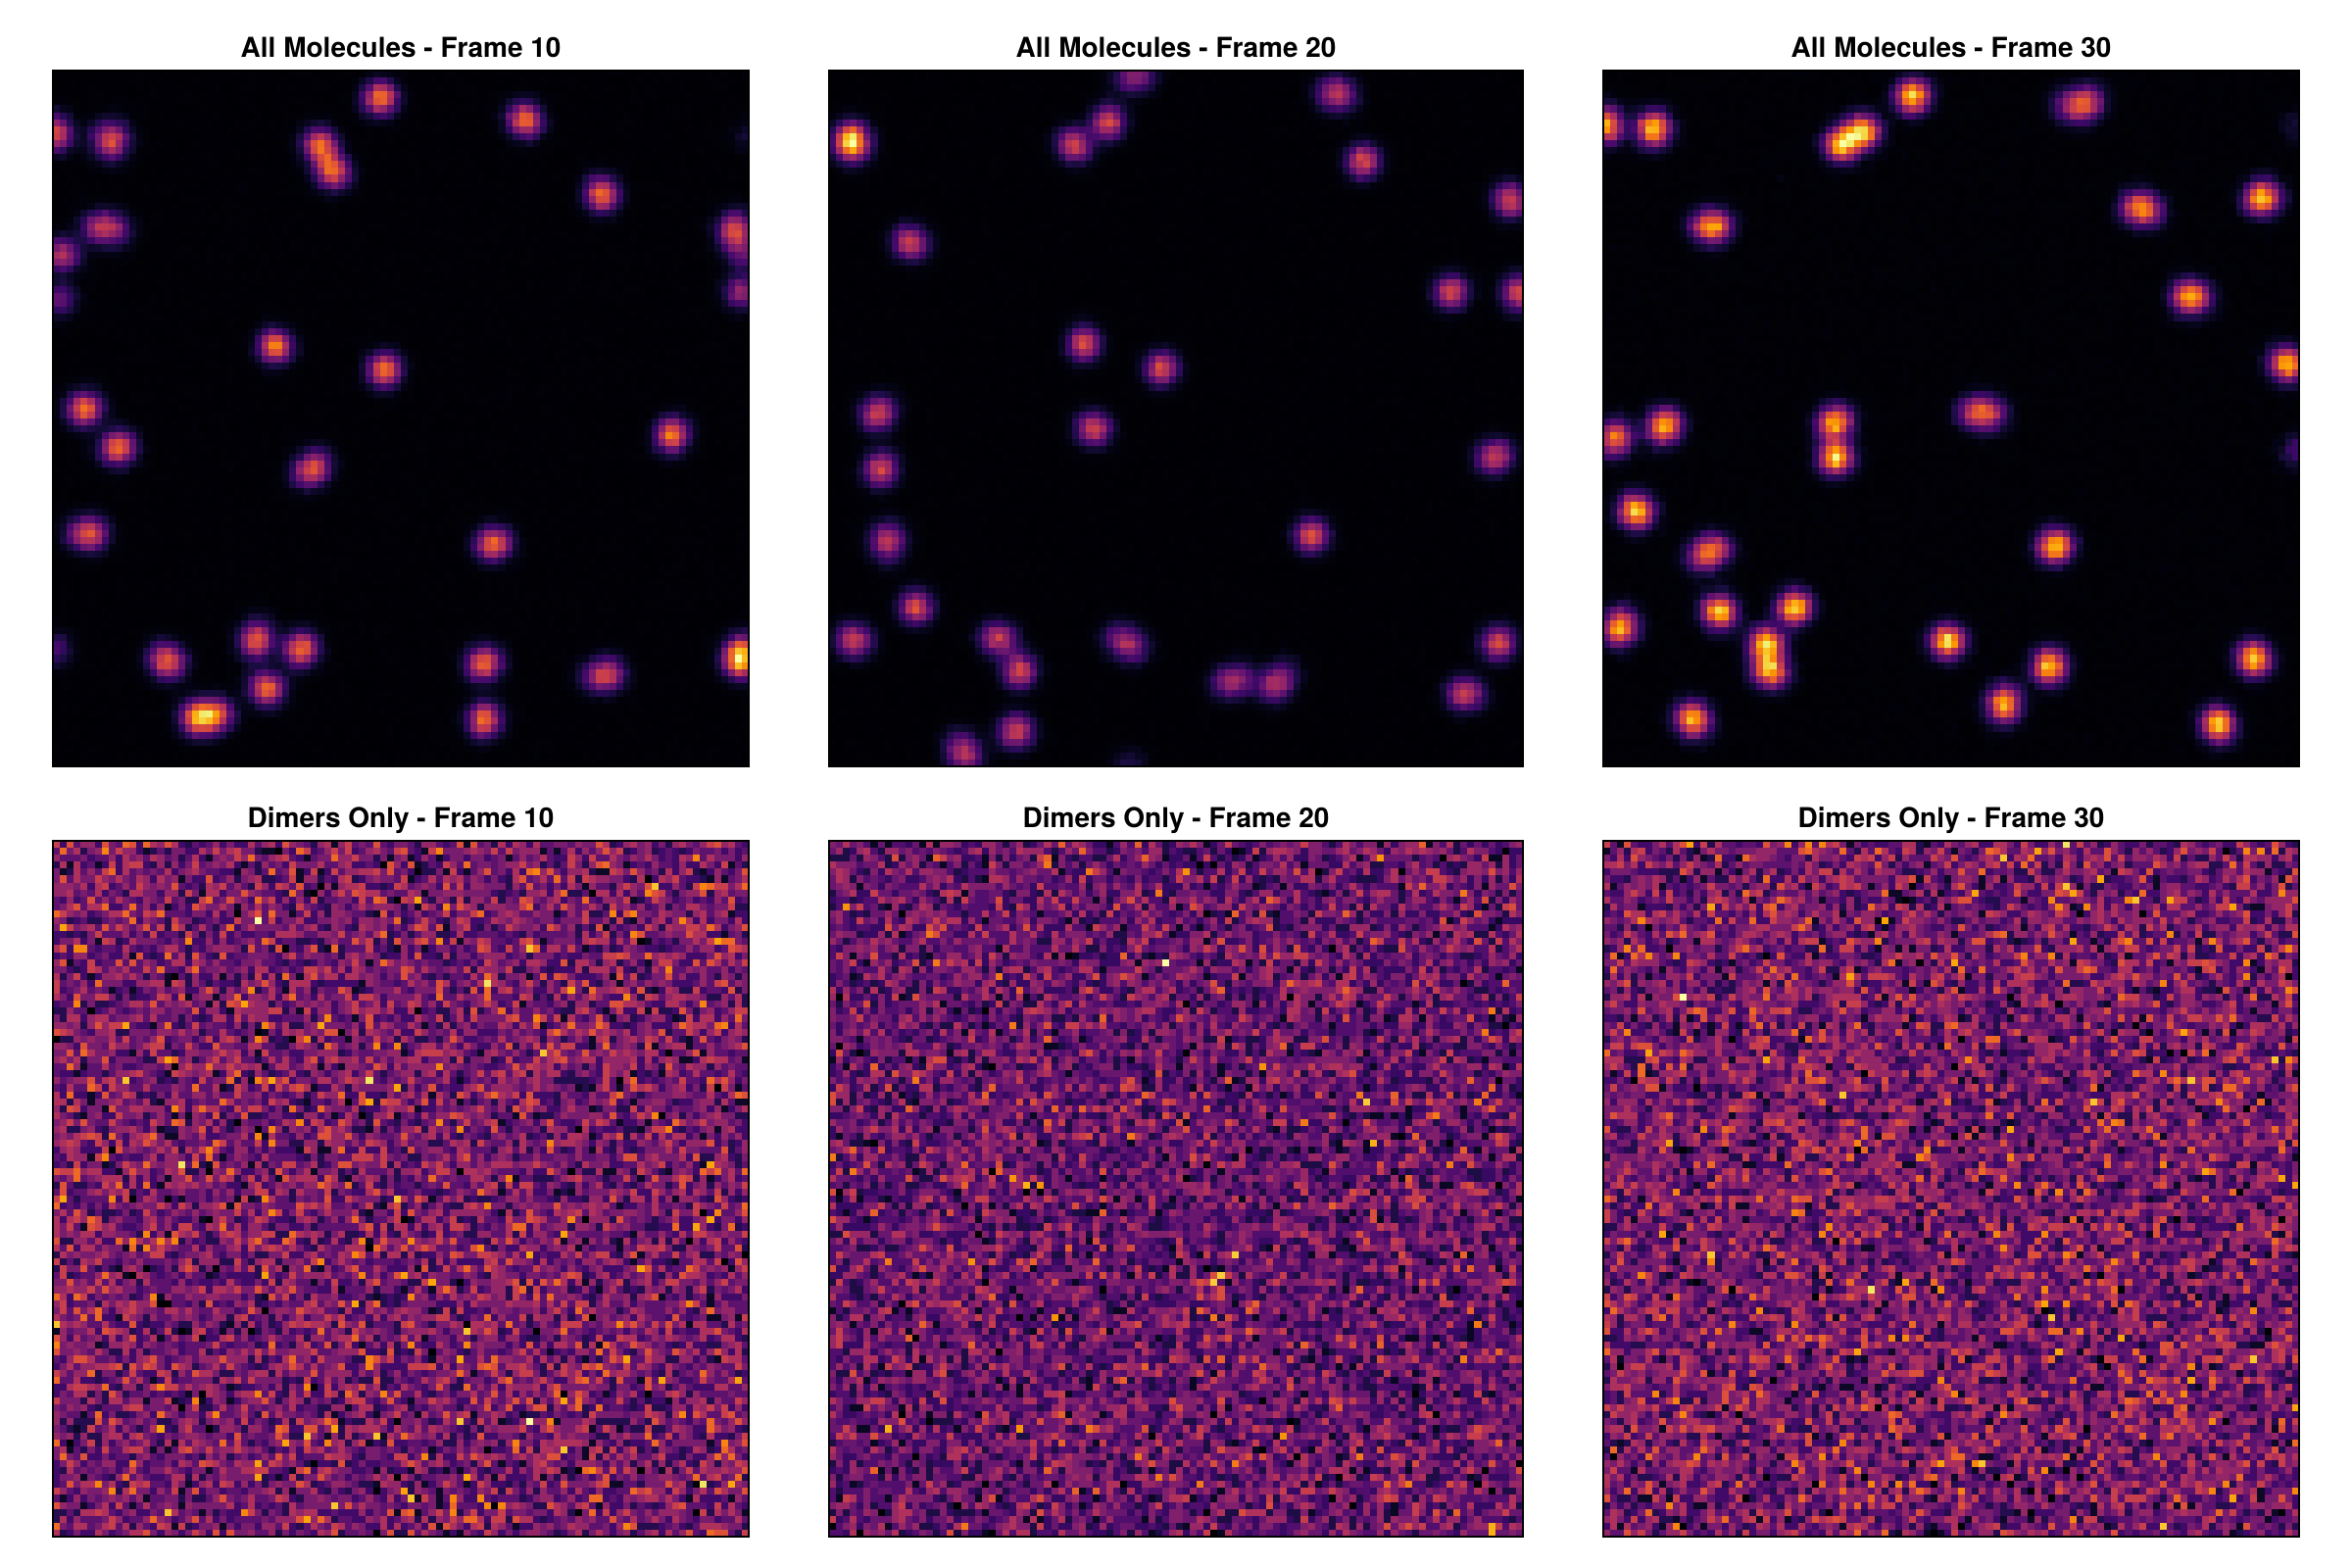 All Molecules - Frame 10
All Molecules - Frame 20
All Molecules - Frame 30
Dimers Only - Frame 10
Dimers Only - Frame 20
Dimers Only - Frame 30